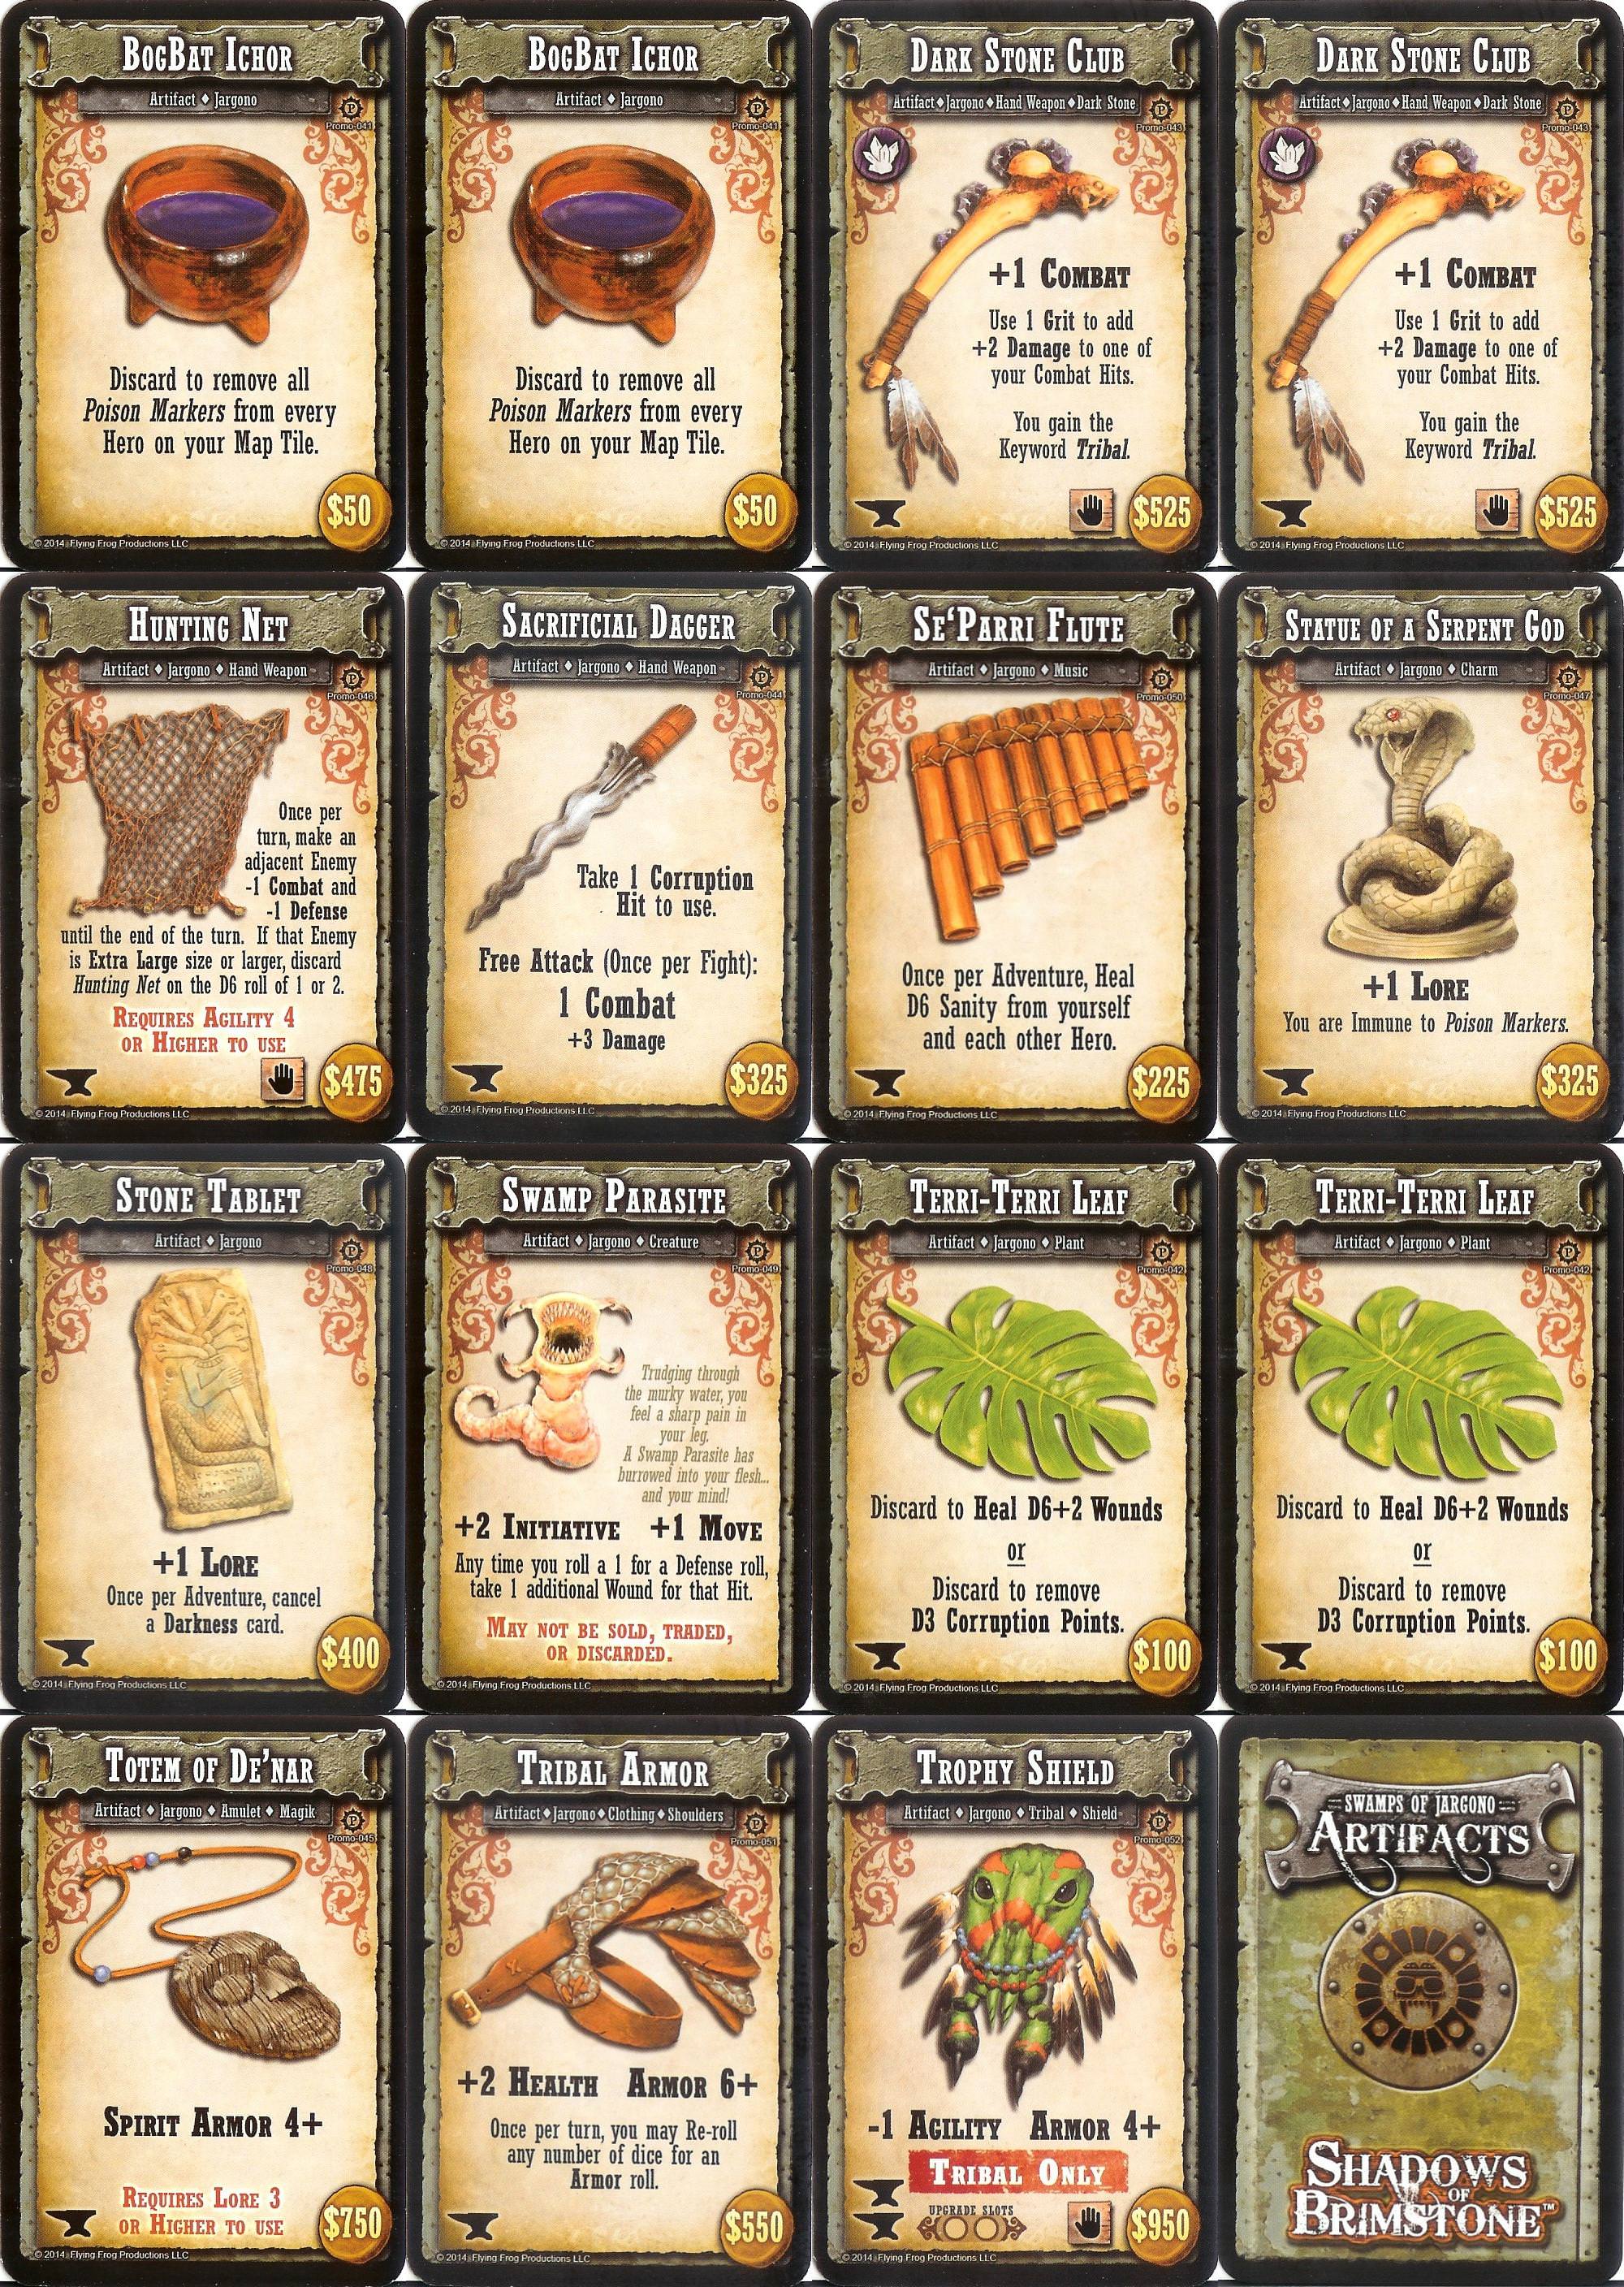 BogBat Ichor
Artifact ♦ Jargono
P
Promo-041
Discard to remove all
Poison Markers from every
Hero on your Map Tile.
$50
© 2014 Flying Frog Productions LLC
BogBat Ichor
Artifact ♦ Jargono
P
Promo-041
Discard to remove all
Poison Markers from every
Hero on your Map Tile.
$50
© 2014 Flying Frog Productions LLC
Dark Stone Club
Artifact♦Jargono♦Hand Weapon♦Dark Stone
P
Promo-043
+1 Combat
Use 1 Grit to add
+2 Damage to one of
your Combat Hits.
You gain the
Keyword Tribal.
$525
© 2014 Flying Frog Productions LLC
Dark Stone Club
Artifact♦Jargono♦Hand Weapon♦Dark Stone
P
Promo-043
+1 Combat
Use 1 Grit to add
+2 Damage to one of
your Combat Hits.
You gain the
Keyword Tribal.
$525
© 2014 Flying Frog Productions LLC
Hunting Net
Artifact ♦ Jargono ♦ Hand Weapon
P
Promo-046
Once per
turn, make an
adjacent Enemy
-1 Combat and
-1 Defense
until the end of the turn. If that Enemy
is Extra Large size or larger, discard
Hunting Net on the D6 roll of 1 or 2.
Requires Agility 4
or Higher to use
$475
© 2014 Flying Frog Productions LLC
Sacrificial Dagger
Artifact ♦ Jargono ♦ Hand Weapon
P
Promo-044
Take 1 Corruption
Hit to use.
Free Attack (Once per Fight):
1 Combat
+3 Damage
$325
© 2014 Flying Frog Productions LLC
Se‘Parri Flute
Artifact ♦ Jargono ♦ Music
P
Promo-050
Once per Adventure, Heal
D6 Sanity from yourself
and each other Hero.
$225
© 2014 Flying Frog Productions LLC
Statue of a Serpent God
Artifact ♦ Jargono ♦ Charm
P
Promo-047
+1 Lore
You are Immune to Poison Markers.
$325
© 2014 Flying Frog Productions LLC
Stone Tablet
Artifact ♦ Jargono
P
Promo-048
+1 Lore
Once per Adventure, cancel
a Darkness card.
$400
© 2014 Flying Frog Productions LLC
Swamp Parasite
Artifact ♦ Jargono ♦ Creature
P
Promo-049
Trudging through
the murky water, you
feel a sharp pain in
your leg.
A Swamp Parasite has
burrowed into your flesh...
and your mind!
+2 Initiative +1 Move
Any time you roll a 1 for a Defense roll,
take 1 additional Wound for that Hit.
May not be sold, traded,
or discarded.
© 2014 Flying Frog Productions LLC
Terri-Terri Leaf
Artifact ♦ Jargono ♦ Plant
P
Promo-042
Discard to Heal D6+2 Wounds
or
Discard to remove
D3 Corruption Points.
$100
© 2014 Flying Frog Productions LLC
Terri-Terri Leaf
Artifact ♦ Jargono ♦ Plant
P
Promo-042
Discard to Heal D6+2 Wounds
or
Discard to remove
D3 Corruption Points.
$100
© 2014 Flying Frog Productions LLC
Totem of De’nar
Artifact ♦ Jargono ♦ Amulet ♦ Magik
P
Promo-045
Spirit Armor 4+
Requires Lore 3
or Higher to use
$750
© 2014 Flying Frog Productions LLC
Tribal Armor
Artifact♦Jargono♦Clothing♦Shoulders
P
Promo-051
+2 Health Armor 6+
Once per turn, you may Re-roll
any number of dice for an
Armor roll.
$550
© 2014 Flying Frog Productions LLC
Trophy Shield
Artifact ♦ Jargono ♦ Tribal ♦ Shield
P
Promo-052
-1 Agility Armor 4+
Tribal Only
Upgrade Slots
$950
© 2014 Flying Frog Productions LLC
Swamps of Jargono
Artifacts
Shadows
of
Brimstone™